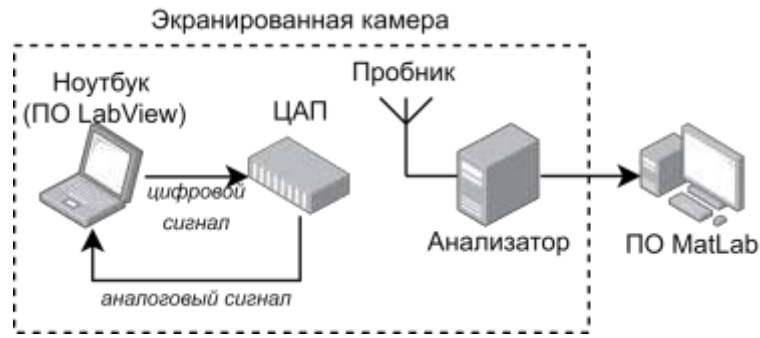 Экранированная камера
Ноутбук
(ПО LabView)
ЦАП
Пробник
цифровой
сигнал
аналоговый сигнал
Анализатор
ПО MatLab